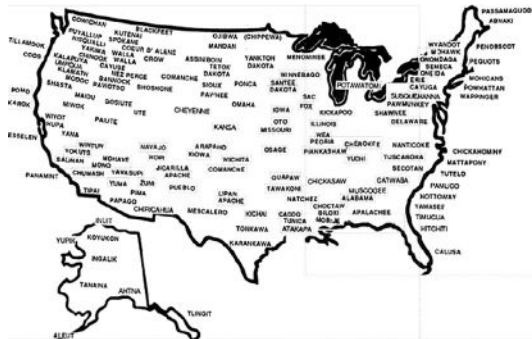 PASSAMAQUODDY
COWICHAN BLACKFEET
PUYALLUP KUTENAI OJIBWA (CHIPPEWA) WYANDOT ABNAKI
NISQUALLI SPOKANE MANDAN MOHAWK PENOBSCOT
TILLAMOOK YAKIMA COEUR D' ALENE ASSINIBOIN YANKTON MENOMINEE ONONDAGA
COOS CHINOOK WALLA WALLA CROW TETON DAKOTA SENECA PEQUOTS
KALAPUYA CAYUSE DAKOTA WINNEBAGO ONEIDA
UMPQUA NEZ PERCE COMANCHE SANTEE ERIE MOHICANS
KLAMATH BANNOCK SIOUX PONCA DAKOTA POTAWATOMI CAYUGA POWHATTAN
MODOC PAVIOTSO SHOSHONE PAWNEE SAC SUSQUEHANNA WAPPINGER
POMO SHASTA OMAHA FOX PAWMUNKEY
KAROK MAIDU GOSIUTE CHEYENNE IOWA KICKAPOO SHAWNEE
MIWOK UTE OTO ILLINOIS DELAWARE
WIYOT PAIUTE KANSA MISSOURI WEA
HUPA PEORIA CHEROKEE NANTICOKE
ESSELEN YANA OSAGE PIANKASHAW CHICKAHOMINY
WINTUN NAVAJO ARAPAHO YUCHI TUSCARORA MATTAPONY
YOKUTS HOPI KIOWA WICHITA SECOTAN
SALINAN MOHAVE JICARILLA COMANCHE QUAPAW CATAWBA TUTELO
PANAMINT MONO APACHE TAWAKONI CHICKASAW PAMLICO
CHUMASH YAVASUPI PUEBLO MUSCOGEE NOTTOWAY
YUMA ZUNI LIPAN NATCHEZ ALABAMA YAMASEE
TIPAI PIMA APACHE CHOCTAW TIMUCUA
PAPAGO KICHAI CADDO BILOXI APALACHEE HITCHITI
CHIRICAHUA MESCALERO TUNICA MOBILE
INUIT TONKAWA ATAKAPA CALUSA
YUPIK KOYUKON KARANKAWA
INGALIK
TANAINA
AHTNA
TLINGIT
ALEUT